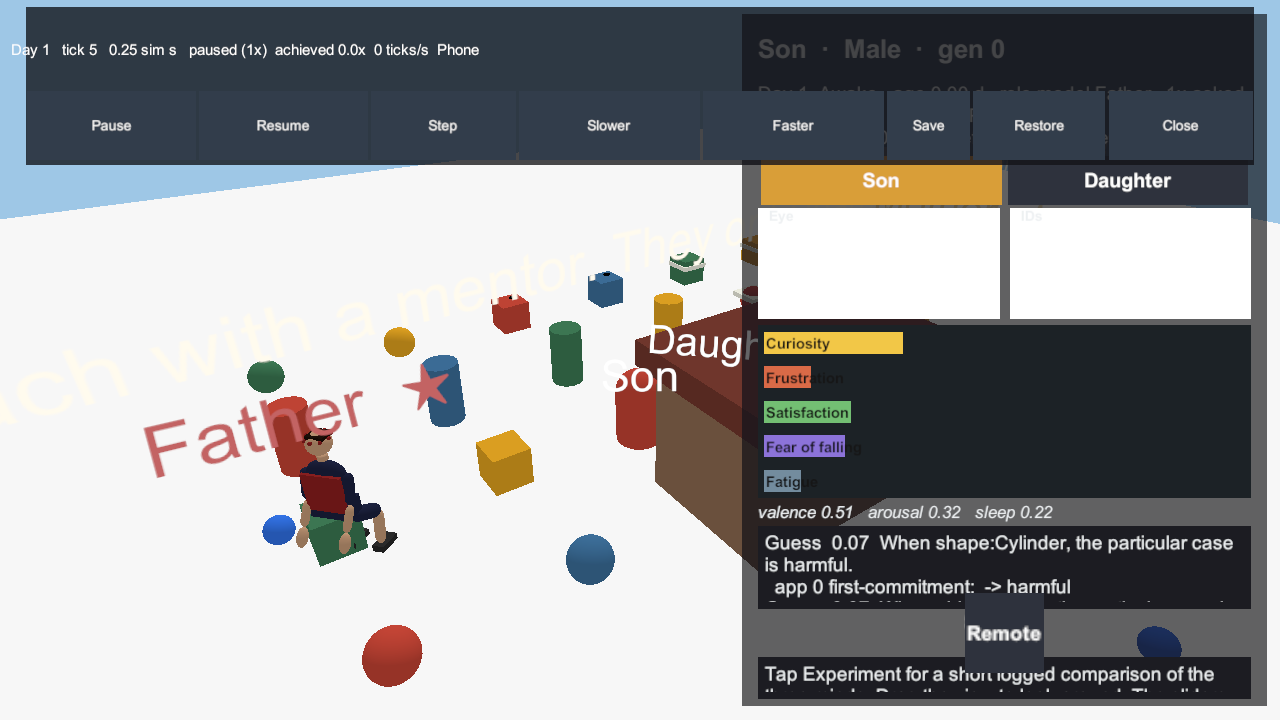 Day 1 tick 5 0.25 sim s paused (1x) achieved 0.0x 0 ticks/s Phone
Son · Male · gen 0
Pause Resume Step Slower Faster Save Restore Close
Son Daughter
Eye IDs
with a mentor. They
Father
Son
Curiosity
Frustration
Satisfaction
Fear of falling
Fatigue
valence 0.51 arousal 0.32 sleep 0.22
Guess 0.07 When shape:Cylinder, the particular case
is harmful.
app 0 first-commitment: -> harmful
Remote
Tap Experiment for a short logged comparison of the